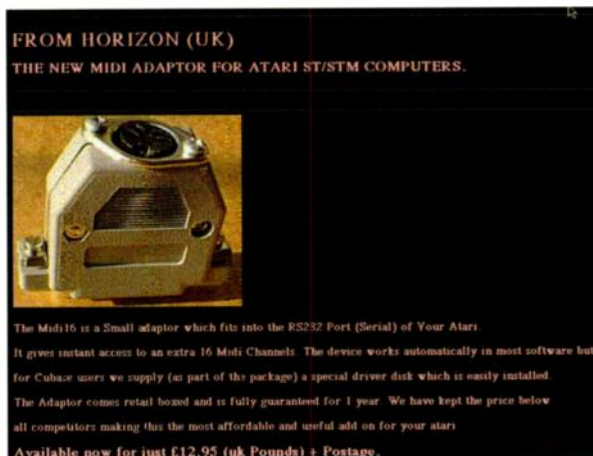 FROM HORIZON (UK)
THE NEW MIDI ADAPTOR FOR ATARI ST/STM COMPUTERS.
The Midi16 is a Small adaptor which fits into the RS232 Port (Serial) of Your Atari.
It gives instant access to an extra 16 Midi Channels. The device works automatically in most software but
for Cubase users we supply (as part of the package) a special driver disk which is easily installed.
The Adaptor comes retail boxed and is fully guaranteed for 1 year. We have kept the price below
all competitors making this the most affordable and useful add on for your atari
Available now for just £12.95 (uk Pounds) + Postage.